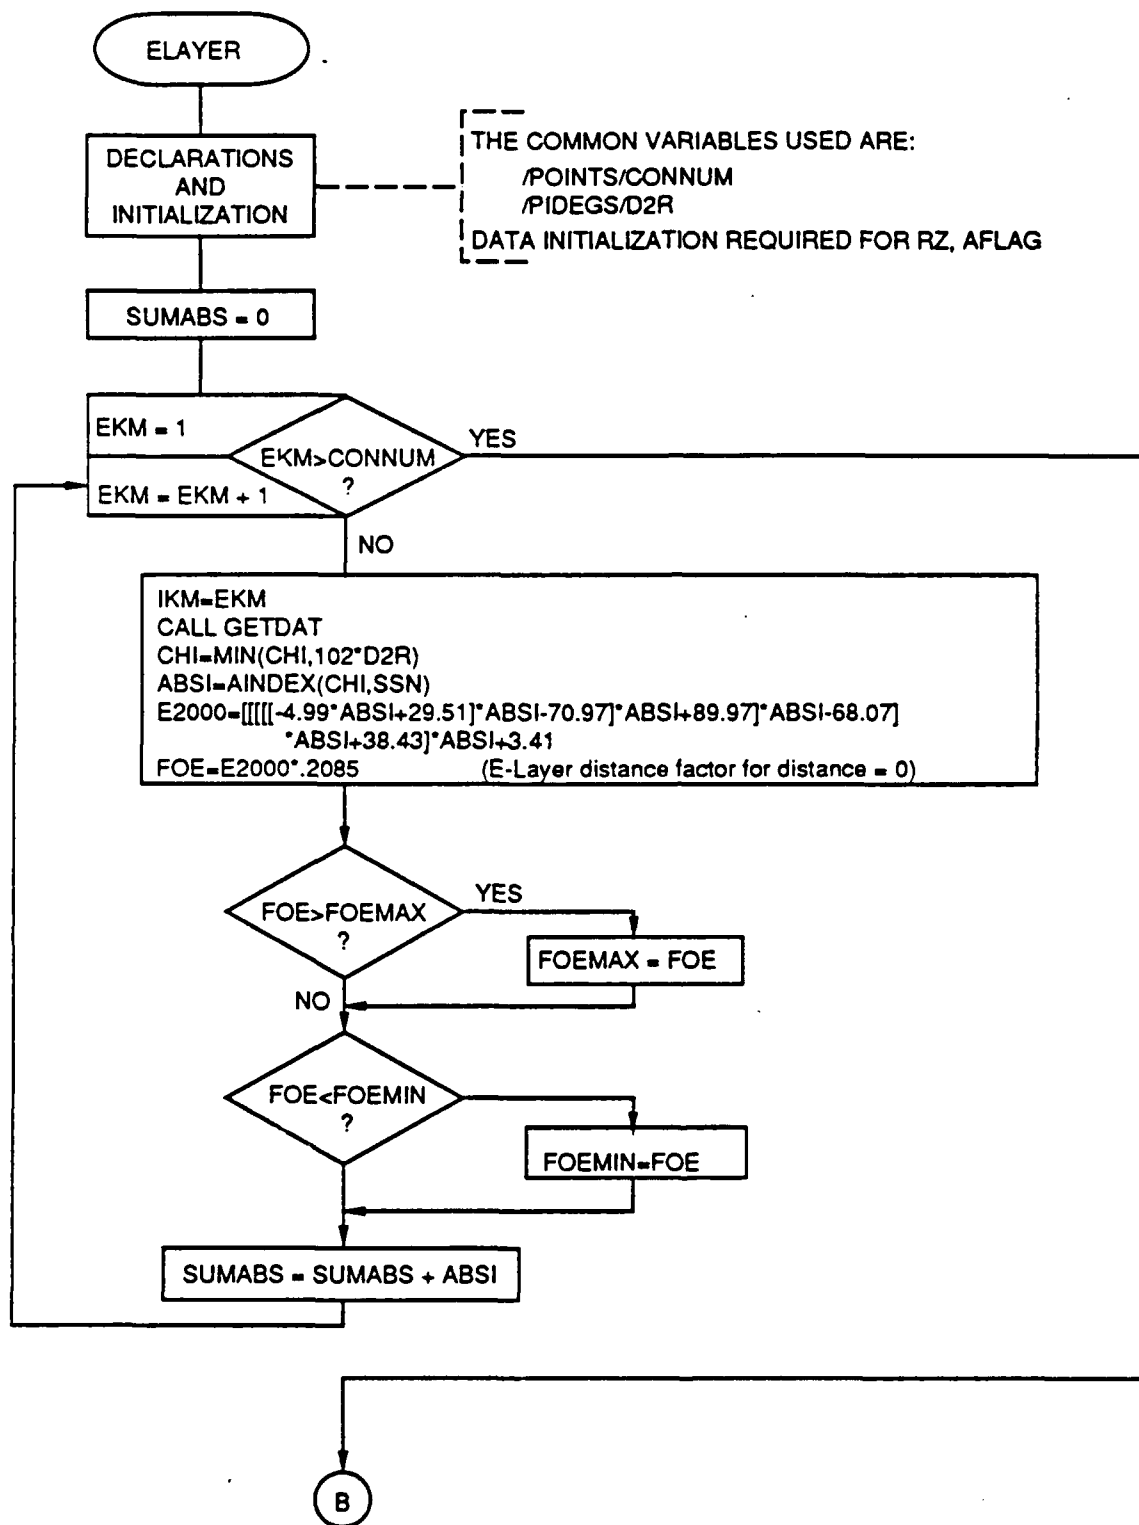 ELAYER
DECLARATIONS
AND
INITIALIZATION
THE COMMON VARIABLES USED ARE:
/POINTS/CONNUM
/PIDEGS/D2R
DATA INITIALIZATION REQUIRED FOR RZ, AFLAG
SUMABS = 0
EKM = 1
EKM>CONNUM
?
YES
EKM = EKM + 1
NO
IKM=EKM
CALL GETDAT
CHI=MIN(CHI,102*D2R)
ABSI=AINDEX(CHI,SSN)
E2000=[[[[[-4.99*ABSI+29.51]*ABSI-70.97]*ABSI+89.97]*ABSI-68.07]
*ABSI+38.43]*ABSI+3.41
FOE=E2000*.2085 (E-Layer distance factor for distance = 0)
FOE>FOEMAX
?
YES
FOEMAX = FOE
NO
FOE<FOEMIN
?
FOEMIN=FOE
SUMABS = SUMABS + ABSI
B